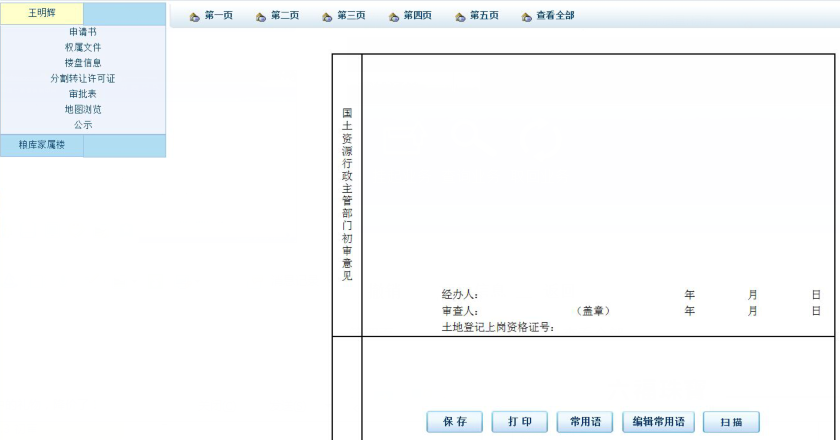 王明辉
申请书
权属文件
楼盘信息
分割转让许可证
审批表
地图浏览
公示
粮库家属楼
第一页 第二页 第三页 第四页 第五页 查看全部
国土资源行政主管部门初审意见
经办人： 年 月 日
审查人： （盖章） 年 月 日
土地登记上岗资格证号：
保 存 打 印 常用语 编辑常用语 扫 描